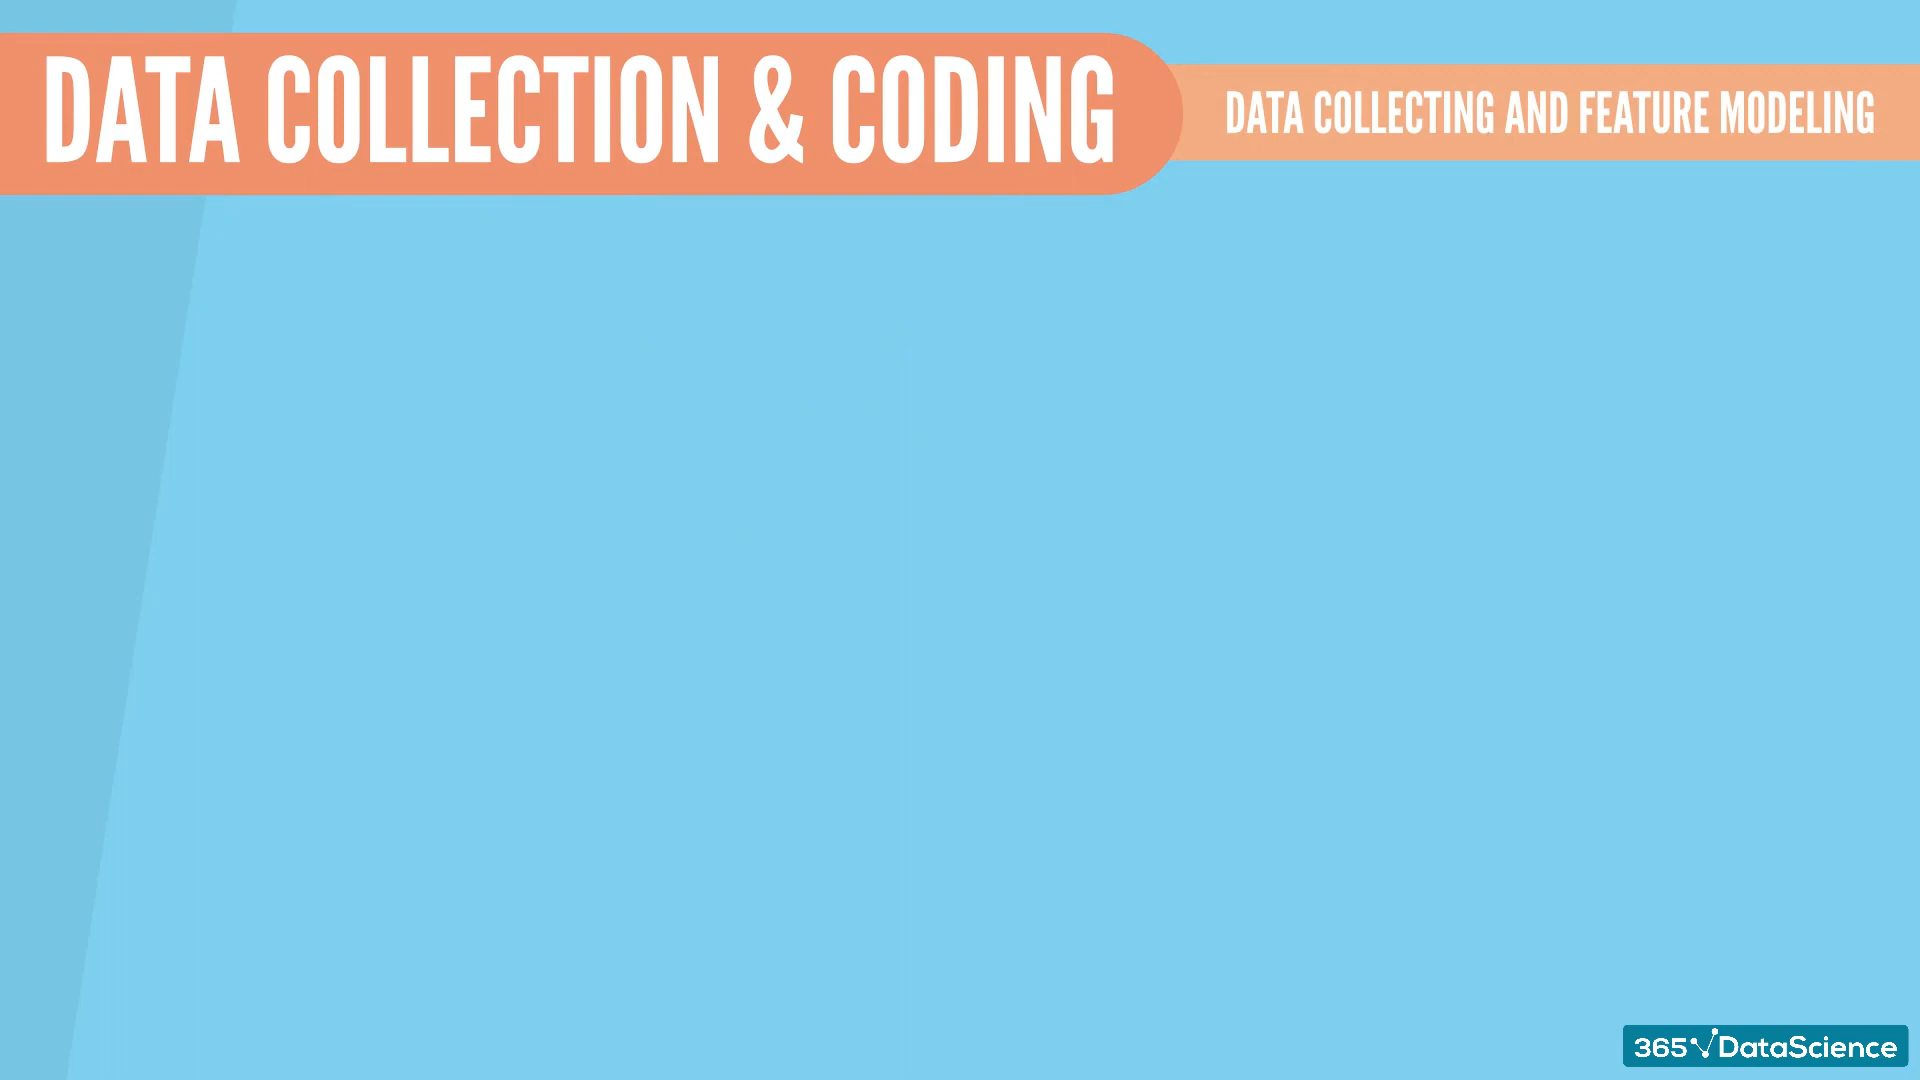 DATA COLLECTION & CODING
DATA COLLECTING AND FEATURE MODELING
365 DataScience